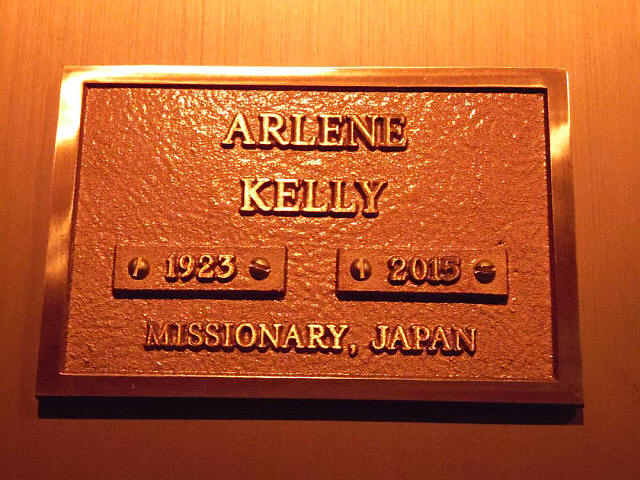 ARLENE
KELLY
1923 2015
MISSIONARY, JAPAN